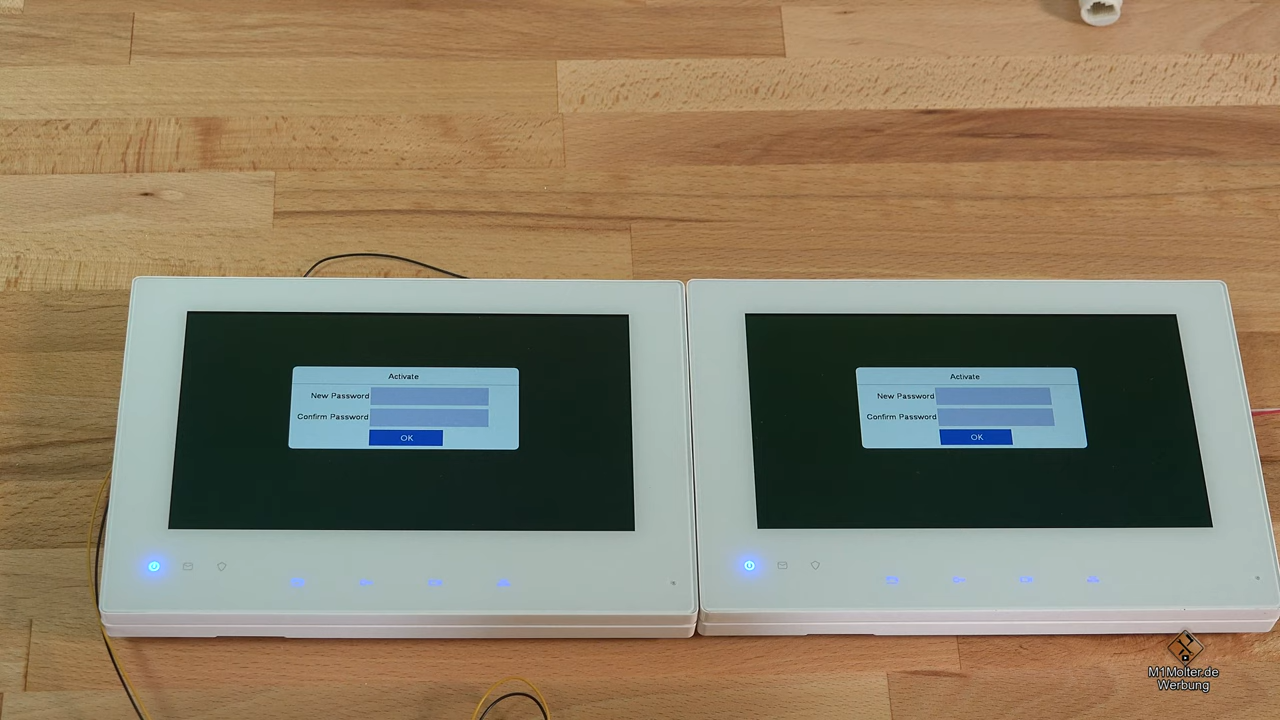 Activate
New Password
Confirm Password
OK
Activate
New Password
Confirm Password
OK
M1Molter.de
Werbung